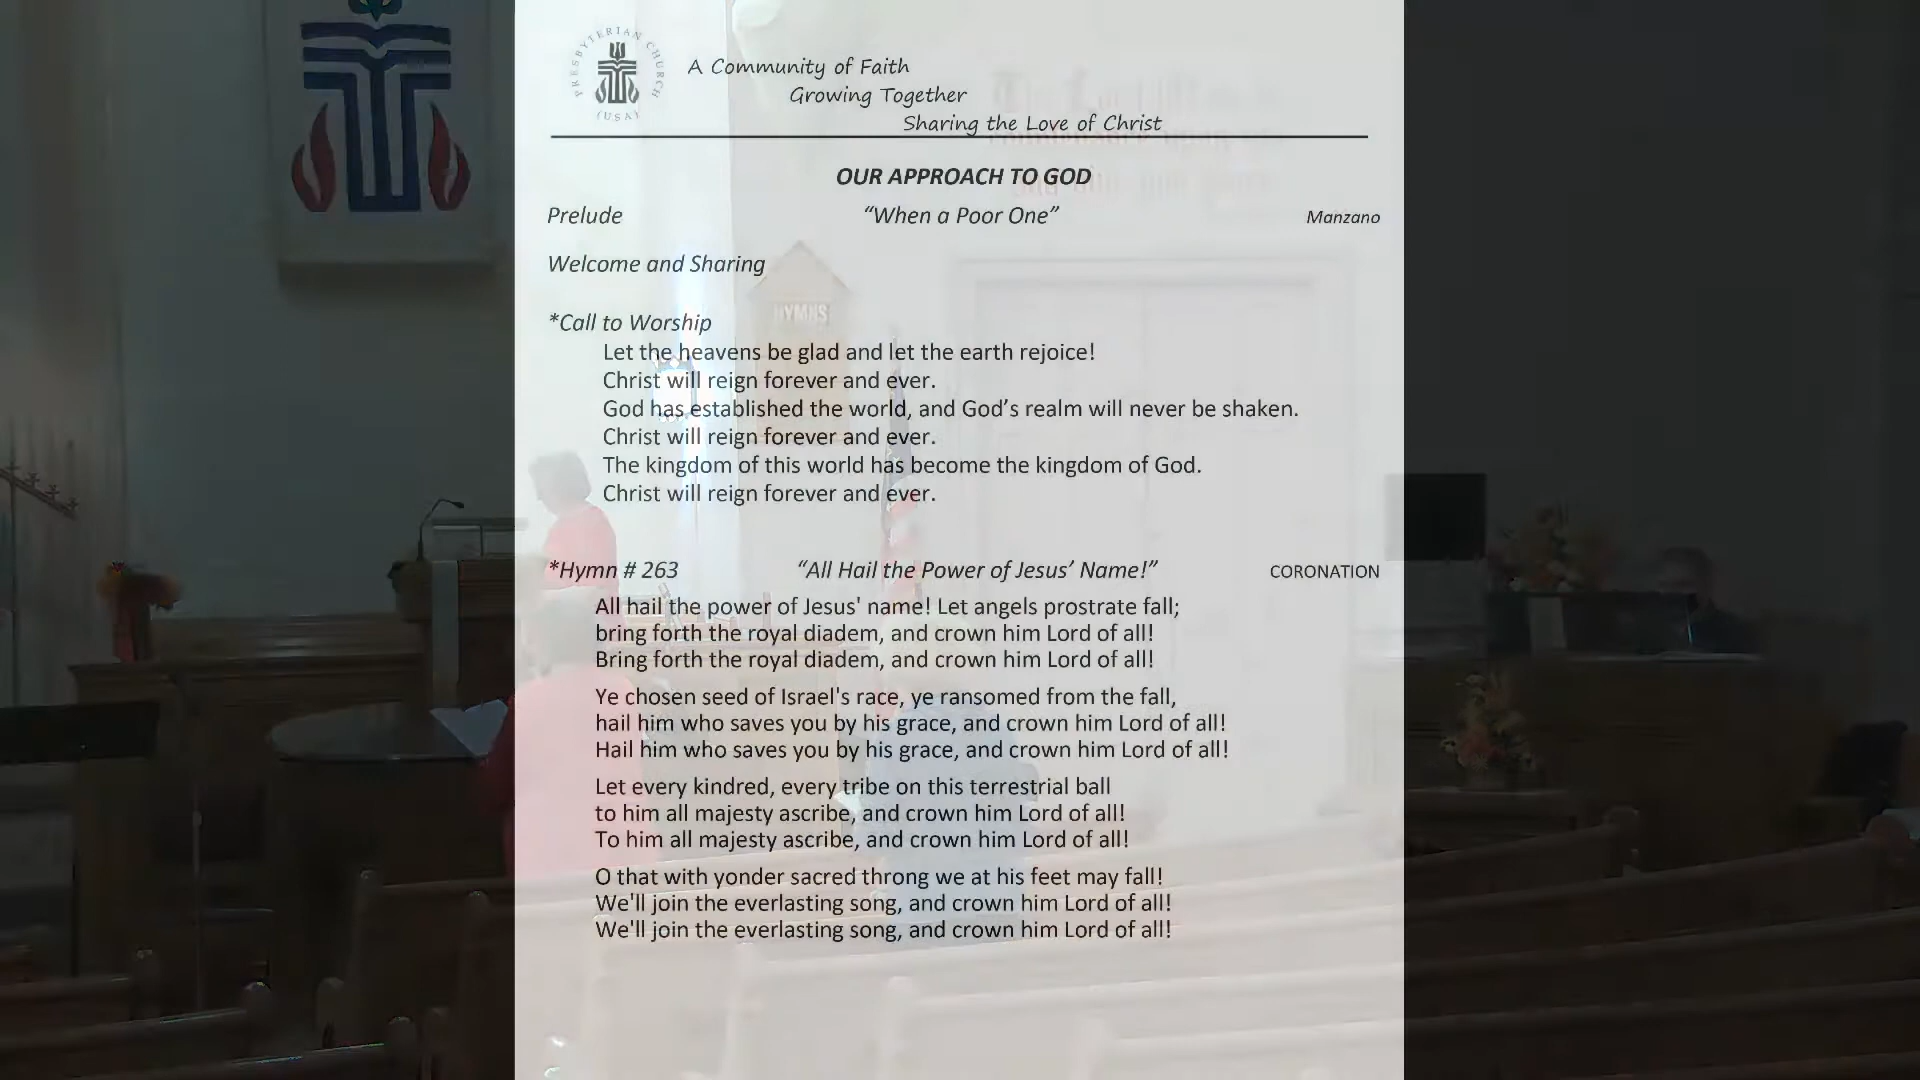 PRESBYTERIAN CHURCH
(USA)
A Community of Faith
Growing Together
Sharing the Love of Christ
OUR APPROACH TO GOD
Prelude “When a Poor One” Manzano
Welcome and Sharing
HYMNS
*Call to Worship
Let the heavens be glad and let the earth rejoice!
Christ will reign forever and ever.
God has established the world, and God’s realm will never be shaken.
Christ will reign forever and ever.
The kingdom of this world has become the kingdom of God.
Christ will reign forever and ever.
*Hymn # 263 “All Hail the Power of Jesus’ Name!” CORONATION
All hail the power of Jesus' name! Let angels prostrate fall;
bring forth the royal diadem, and crown him Lord of all!
Bring forth the royal diadem, and crown him Lord of all!
Ye chosen seed of Israel's race, ye ransomed from the fall,
hail him who saves you by his grace, and crown him Lord of all!
Hail him who saves you by his grace, and crown him Lord of all!
Let every kindred, every tribe on this terrestrial ball
to him all majesty ascribe, and crown him Lord of all!
To him all majesty ascribe, and crown him Lord of all!
O that with yonder sacred throng we at his feet may fall!
We'll join the everlasting song, and crown him Lord of all!
We'll join the everlasting song, and crown him Lord of all!